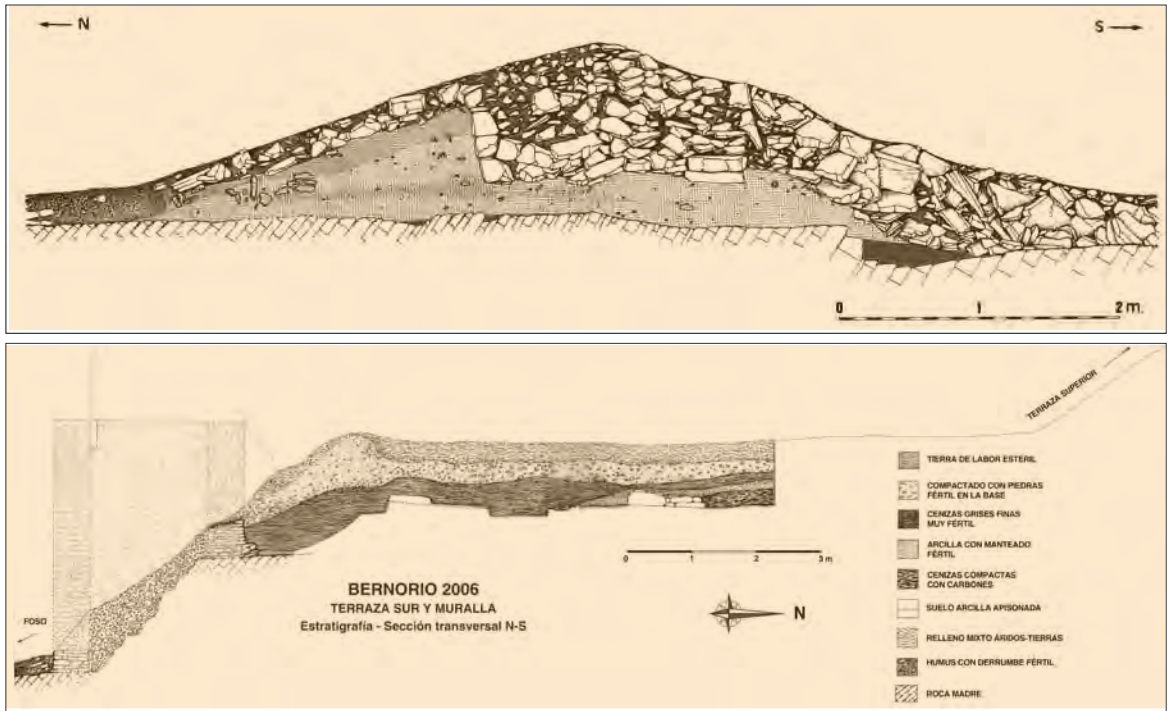 ← N
S →
0 1 2 m.
TERRAZA SUPERIOR
TIERRA DE LABOR ESTERIL
COMPACTADO CON PIEDRAS
FÉRTIL EN LA BASE
CENIZAS GRISES FINAS
MUY FÉRTIL
ARCILLA CON MANTEADO
FÉRTIL
CENIZAS COMPACTAS
CON CARBONES
SUELO ARCILLA APISONADA
RELLENO MIXTO ÁRIDOS-TIERRAS
HUMUS CON DERRUMBE FÉRTIL
ROCA MADRE
0 1 2 3 m
BERNORIO 2006
TERRAZA SUR Y MURALLA
Estratigrafía - Sección transversal N-S
N
FOSO